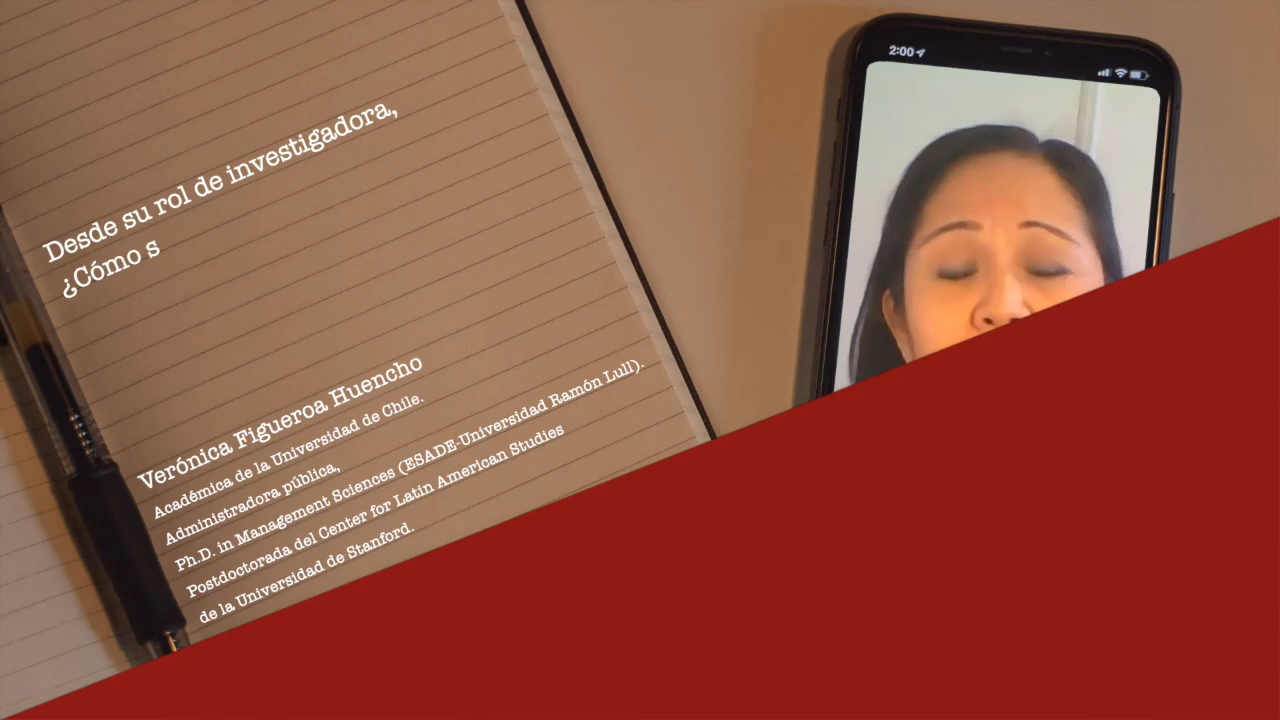 Desde su rol de investigadora,
¿Cómo s
2:00
Verónica Figueroa Huencho
Académica de la Universidad de Chile.
Administradora pública,
Ph.D. in Management Sciences (ESADE-Universidad Ramón Lull).
Postdoctorada del Center for Latin American Studies
de la Universidad de Stanford.